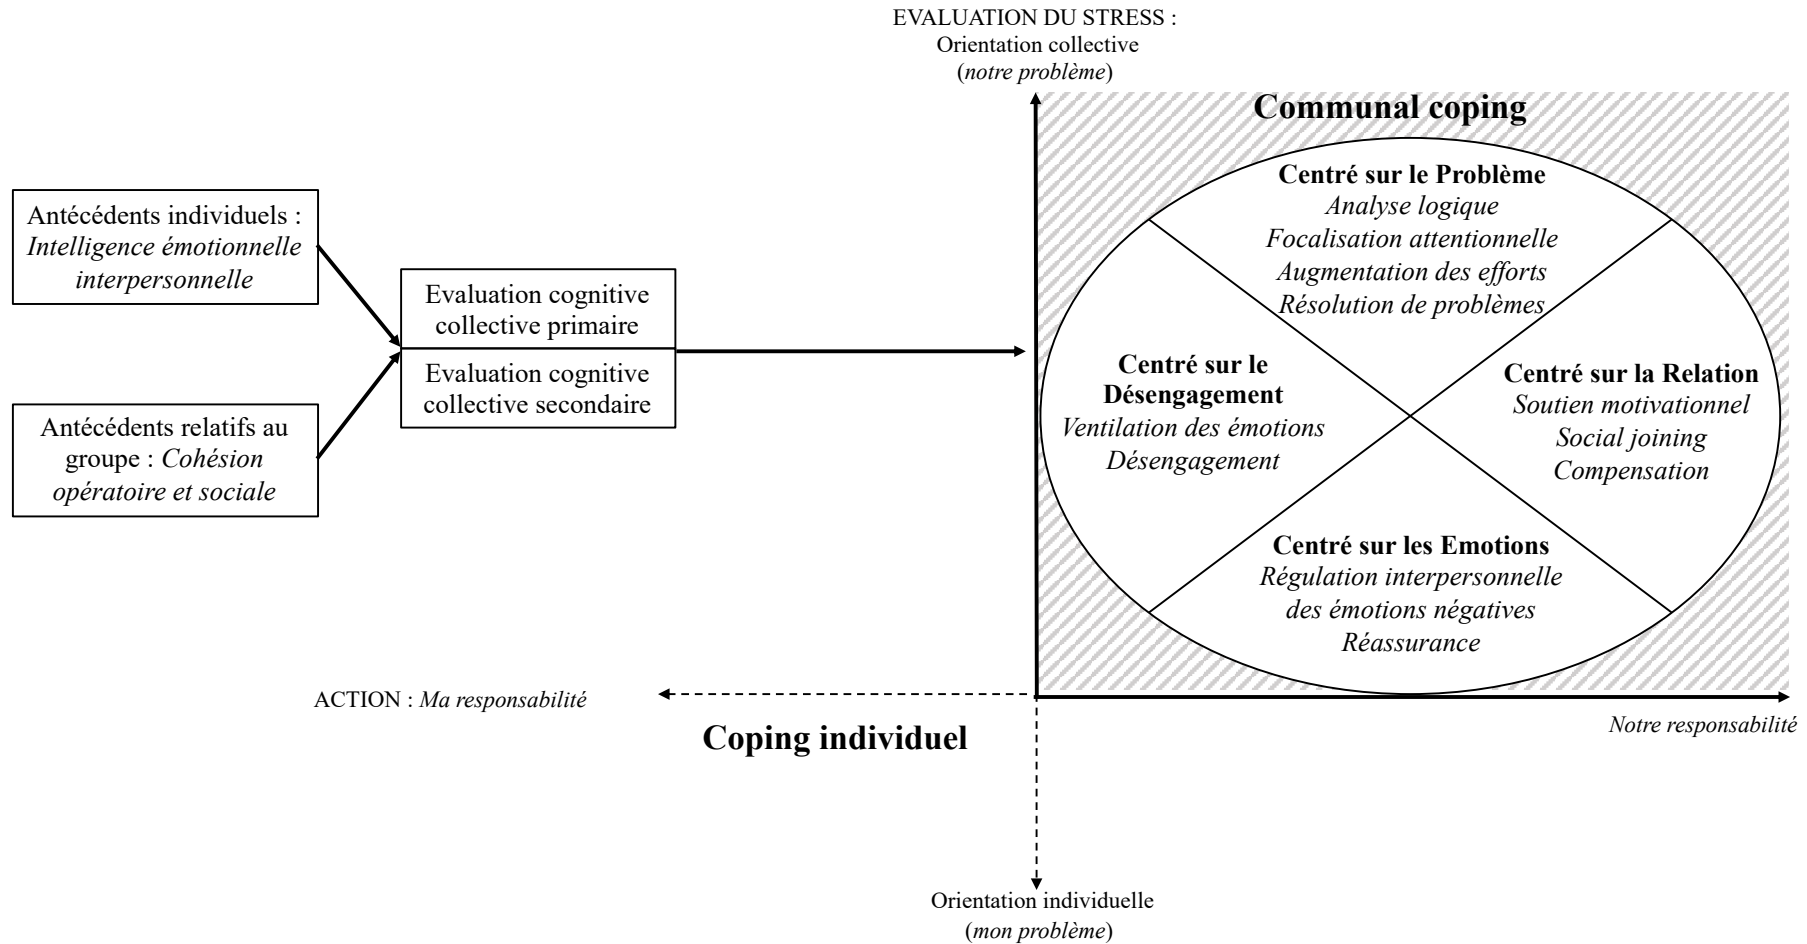 EVALUATION DU STRESS :
Orientation collective
(notre problème)
Communal coping
Centré sur le Problème
Analyse logique
Focalisation attentionnelle
Augmentation des efforts
Résolution de problèmes
Antécédents individuels :
Intelligence émotionnelle
interpersonnelle
Evaluation cognitive
collective primaire
Evaluation cognitive
collective secondaire
Antécédents relatifs au
groupe : Cohésion
opératoire et sociale
Centré sur le
Désengagement
Ventilation des émotions
Désengagement
Centré sur la Relation
Soutien motivationnel
Social joining
Compensation
Centré sur les Emotions
Régulation interpersonnelle
des émotions négatives
Réassurance
ACTION : Ma responsabilité
Notre responsabilité
Coping individuel
Orientation individuelle
(mon problème)